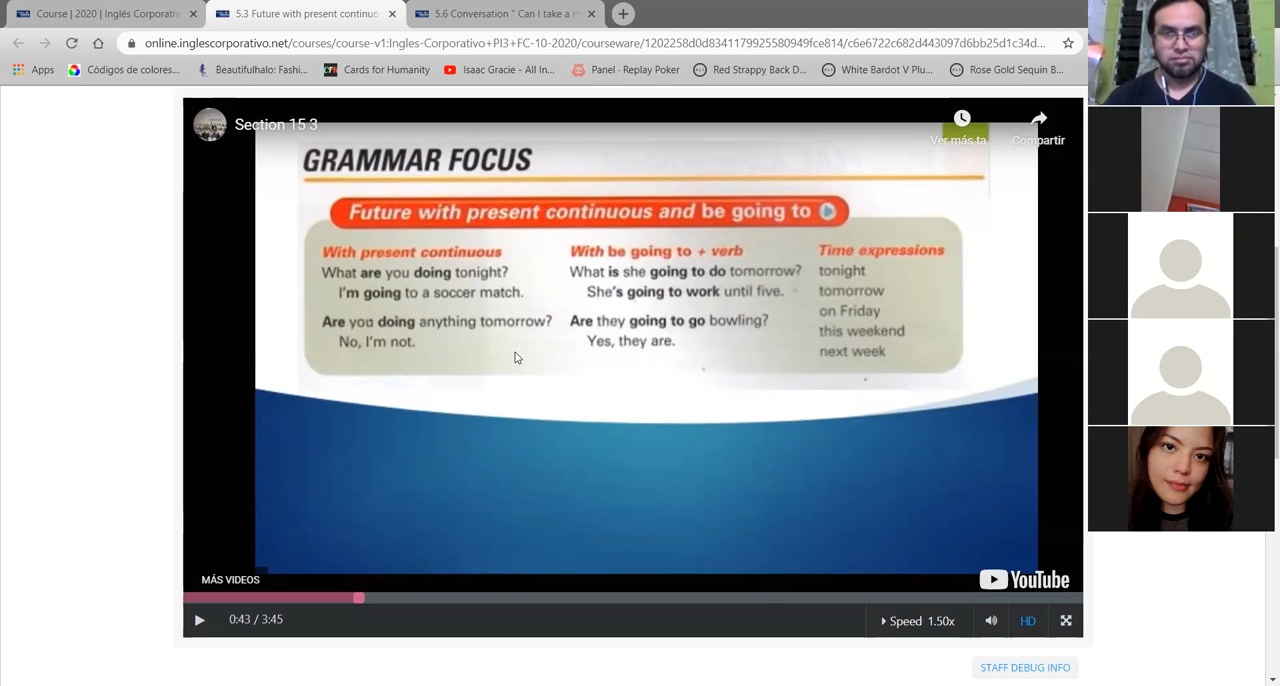 Course | 2020 | Inglés Corporativ
5.3 Future with present continuo
5.6 Conversation " Can I take a m
online.inglescorporativo.net/courses/course-v1:Ingles-Corporativo+PI3+FC-10-2020/courseware/1202258d0d8341179925580949fce814/c6e6722c682d443097d6bb25d1c34d...
Apps
Códigos de colores...
Beautifulhalo: Fashi...
Cards for Humanity
Isaac Gracie - All In...
Panel · Replay Poker
Red Strappy Back D...
White Bardot V Plu...
Rose Gold Sequin B...
Section 15 3
Ver más ta...
Compartir
GRAMMAR FOCUS
Future with present continuous and be going to
With present continuous
What are you doing tonight?
I'm going to a soccer match.
Are you doing anything tomorrow?
No, I'm not.
With be going to + verb
What is she going to do tomorrow?
She's going to work until five.
Are they going to go bowling?
Yes, they are.
Time expressions
tonight
tomorrow
on Friday
this weekend
next week
MÁS VIDEOS
YouTube
0:43 / 3:45
Speed 1.50x
HD
STAFF DEBUG INFO